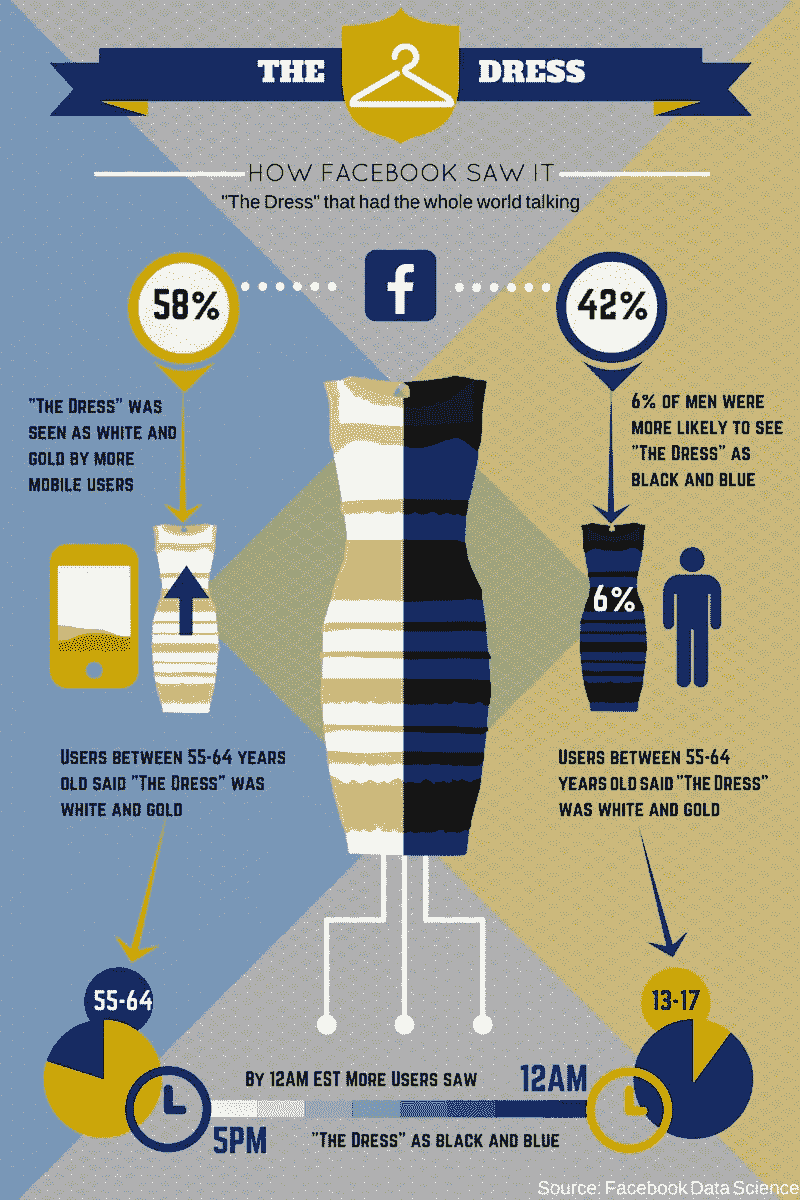 THE DRESS
HOW FACEBOOK SAW IT
"The Dress" that had the whole world talking
58%
f
42%
"THE DRESS" WAS
SEEN AS WHITE AND
GOLD BY MORE
MOBILE USERS
6% OF MEN WERE
MORE LIKELY TO SEE
"THE DRESS" AS
BLACK AND BLUE
6%
USERS BETWEEN 55-64 YEARS
OLD SAID "THE DRESS" WAS
WHITE AND GOLD
USERS BETWEEN 55-64
YEARS OLD SAID "THE DRESS"
WAS WHITE AND GOLD
55-64
13-17
BY 12AM EST MORE USERS SAW
12AM
5PM
"THE DRESS" AS BLACK AND BLUE
Source: Facebook Data Science